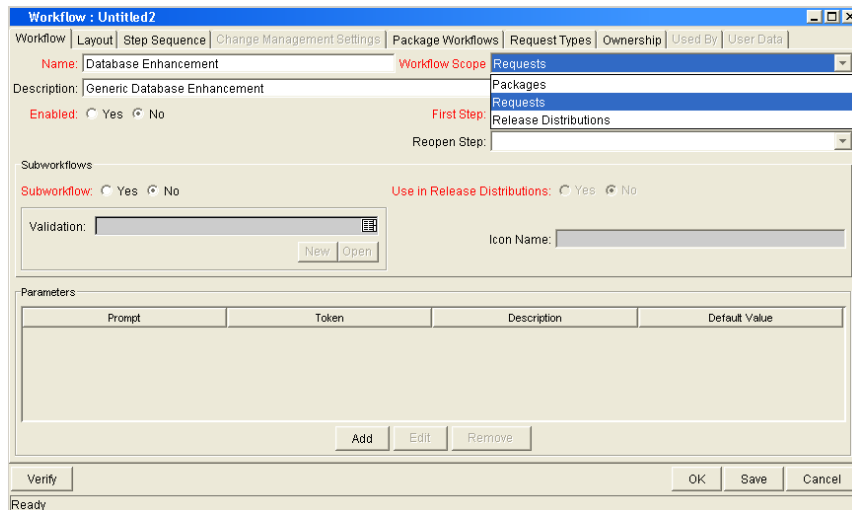 Workflow : Untitled2
Workflow Layout Step Sequence Change Management Settings Package Workflows Request Types Ownership Used By User Data
Name: Database Enhancement Workflow Scope Requests
Packages
Description: Generic Database Enhancement
Requests
Enabled: Yes No First Step:
Release Distributions
Reopen Step:
Subworkflows
Subworkflow: Yes No Use in Release Distributions: Yes No
Validation:
Icon Name:
New Open
Parameters
Prompt Token Description Default Value
Add Edit Remove
Verify OK Save Cancel
Ready